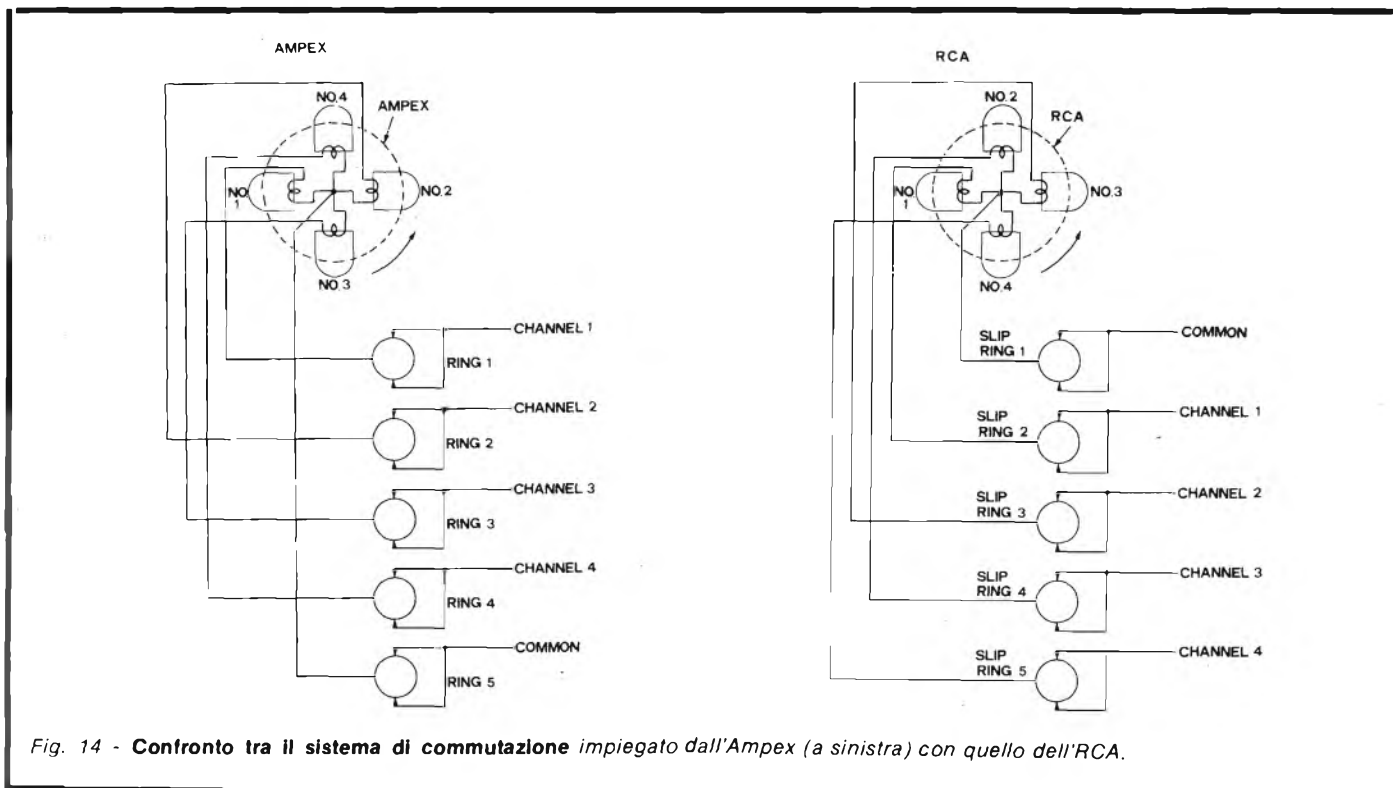 AMPEX
NO.4
AMPEX
NO
1
NO.2
NO.3
CHANNEL 1
RING 1
CHANNEL 2
RING 2
CHANNEL 3
RING 3
CHANNEL 4
RING 4
COMMON
RING 5
RCA
NO.2
RCA
NO
1
NO.3
NO.4
SLIP
RING 1
COMMON
SLIP
RING 2
CHANNEL 1
SLIP
RING 3
CHANNEL 2
SLIP
RING 4
CHANNEL 3
SLIP
RING 5
CHANNEL 4
Fig. 14 - Confronto tra il sistema di commutazione impiegato dall'Ampex (a sinistra) con quello dell'RCA.